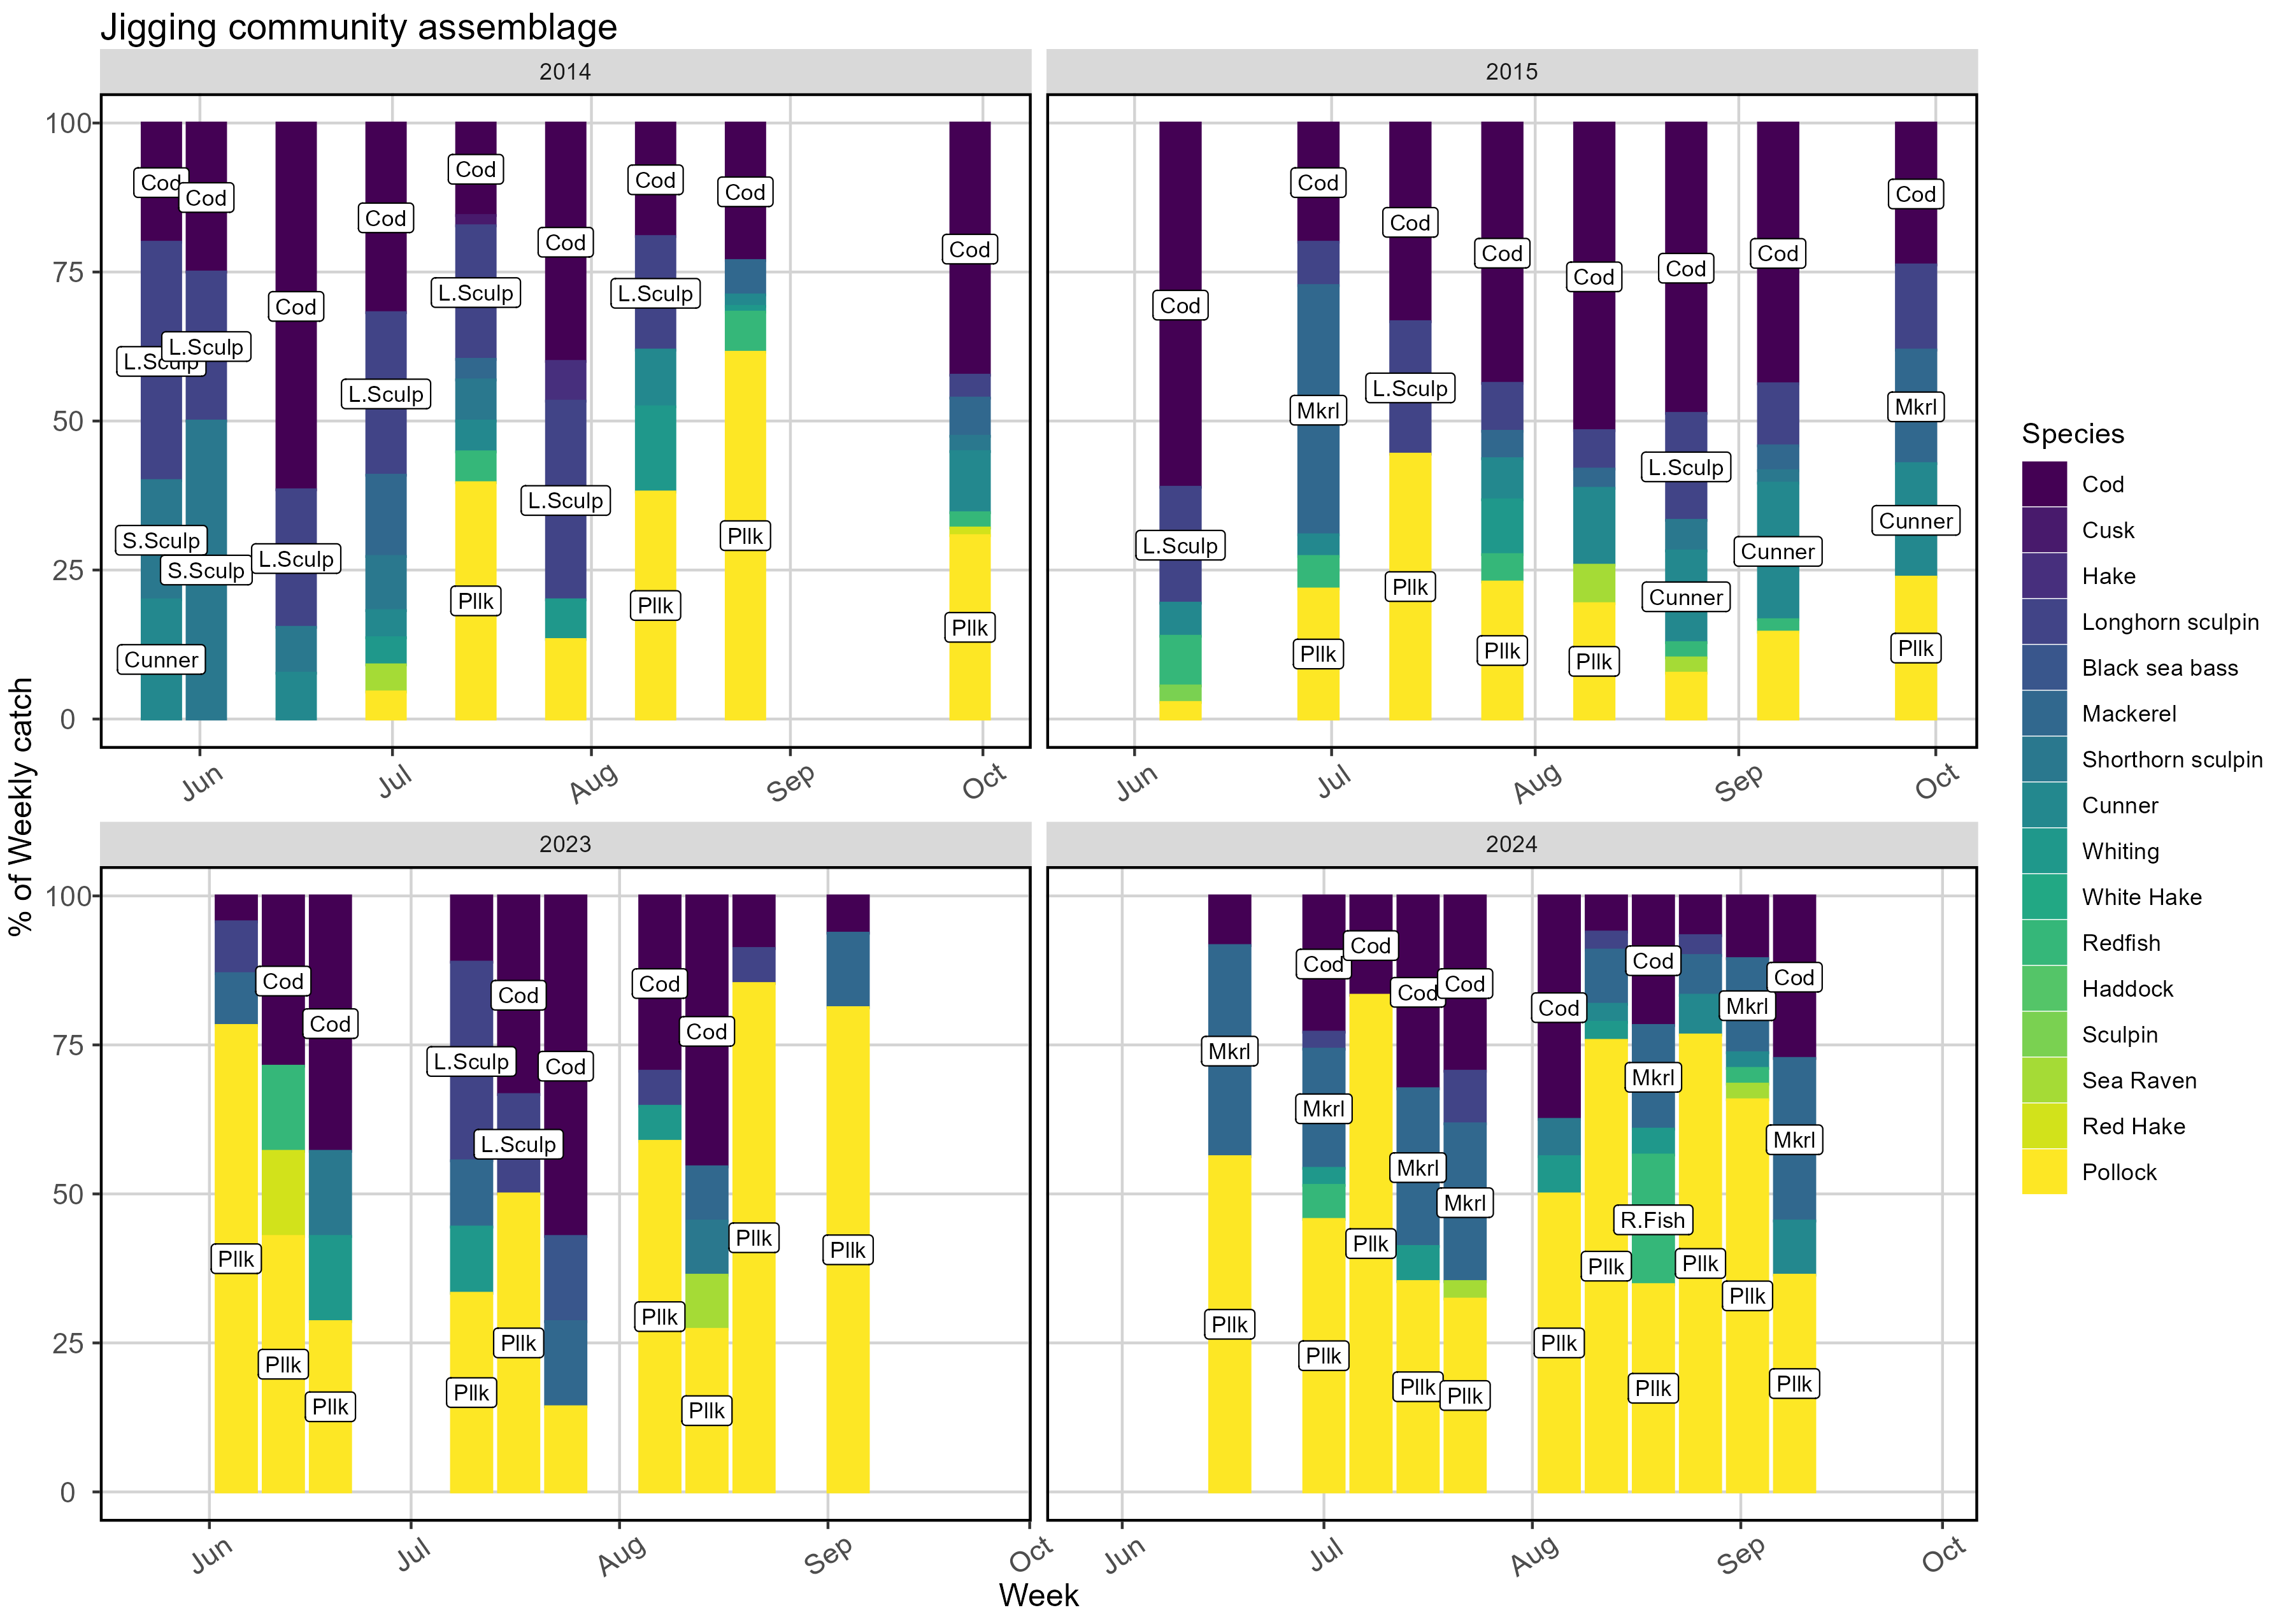 Jigging community assemblage
2014
2015
100
75
50
25
0
Cod
Cod
Cod
Cod
Cod
Cod
Cod
Cod
Cod
L.Sculp
L.Sculp
L.Sculp
L.Sculp
L.Sculp
L.Sculp
L.Sculp
S.Sculp
S.Sculp
Cunner
Pllk
Pllk
Pllk
Pllk
Jun
Jul
Aug
Sep
Oct
Cod
Cod
Cod
Cod
Cod
Cod
Cod
Cod
L.Sculp
Mkrl
L.Sculp
L.Sculp
Mkrl
Cunner
Cunner
Cunner
Pllk
Pllk
Pllk
Pllk
Pllk
Jun
Jul
Aug
Sep
Oct
2023
2024
100
75
50
25
0
Cod
Cod
Cod
Cod
Cod
Cod
L.Sculp
L.Sculp
Pllk
Pllk
Pllk
Pllk
Pllk
Pllk
Pllk
Pllk
Pllk
Jun
Jul
Aug
Sep
Oct
Cod
Cod
Cod
Cod
Cod
Cod
Cod
Mkrl
Mkrl
Mkrl
Mkrl
Mkrl
Mkrl
Mkrl
R.Fish
Pllk
Pllk
Pllk
Pllk
Pllk
Pllk
Pllk
Pllk
Pllk
Pllk
Pllk
Jun
Jul
Aug
Sep
Oct
% of Weekly catch
Week
Species
Cod
Cusk
Hake
Longhorn sculpin
Black sea bass
Mackerel
Shorthorn sculpin
Cunner
Whiting
White Hake
Redfish
Haddock
Sculpin
Sea Raven
Red Hake
Pollock